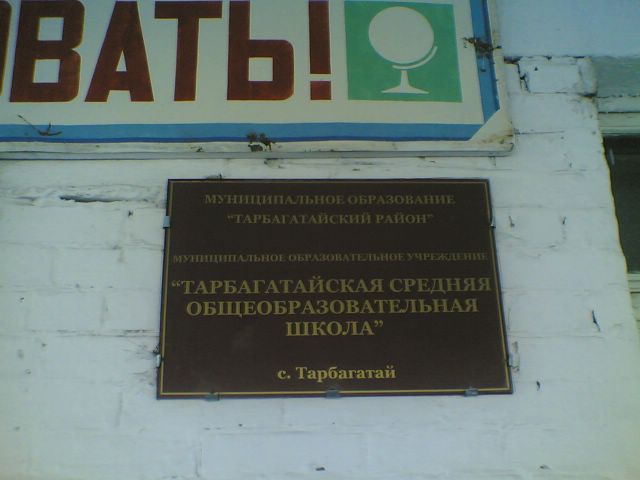 ОВАТЬ!
МУНИЦИПАЛЬНОЕ ОБРАЗОВАНИЕ
"ТАРБАГАТАЙСКИЙ РАЙОН"
МУНИЦИПАЛЬНОЕ ОБРАЗОВАТЕЛЬНОЕ УЧРЕЖДЕНИЕ
"ТАРБАГАТАЙСКАЯ СРЕДНЯЯ
ОБЩЕОБРАЗОВАТЕЛЬНАЯ
ШКОЛА"
с. Тарбагатай